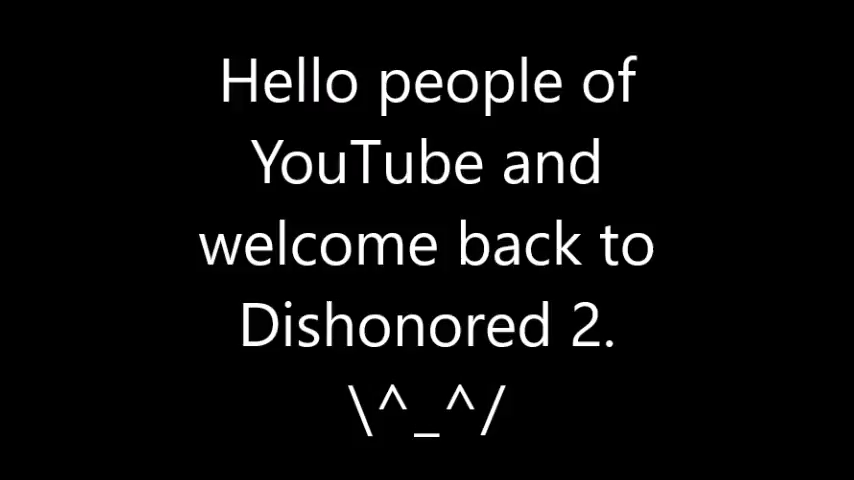 Hello people of
YouTube and
welcome back to
Dishonored 2.
\^_^/